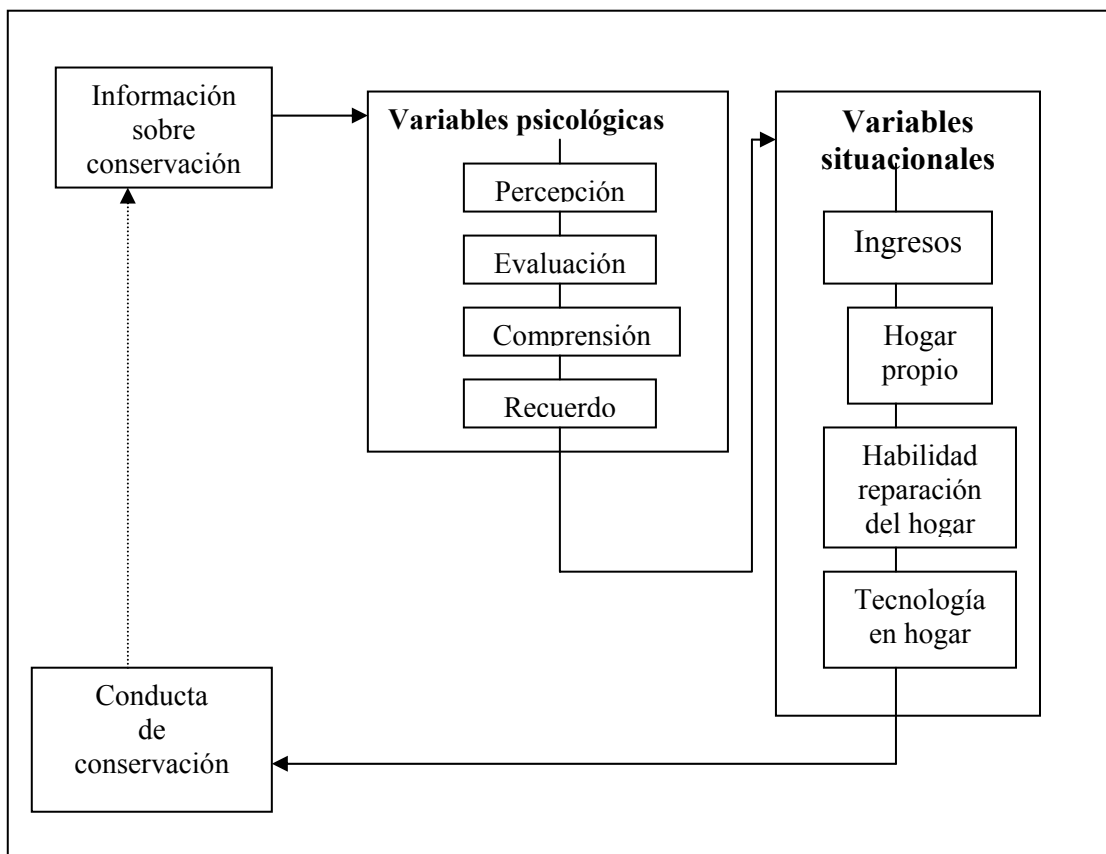 Información
sobre
conservación
Variables psicológicas
Percepción
Evaluación
Comprensión
Recuerdo
Variables
situacionales
Ingresos
Hogar
propio
Habilidad
reparación
del hogar
Tecnología
en hogar
Conducta
de
conservación